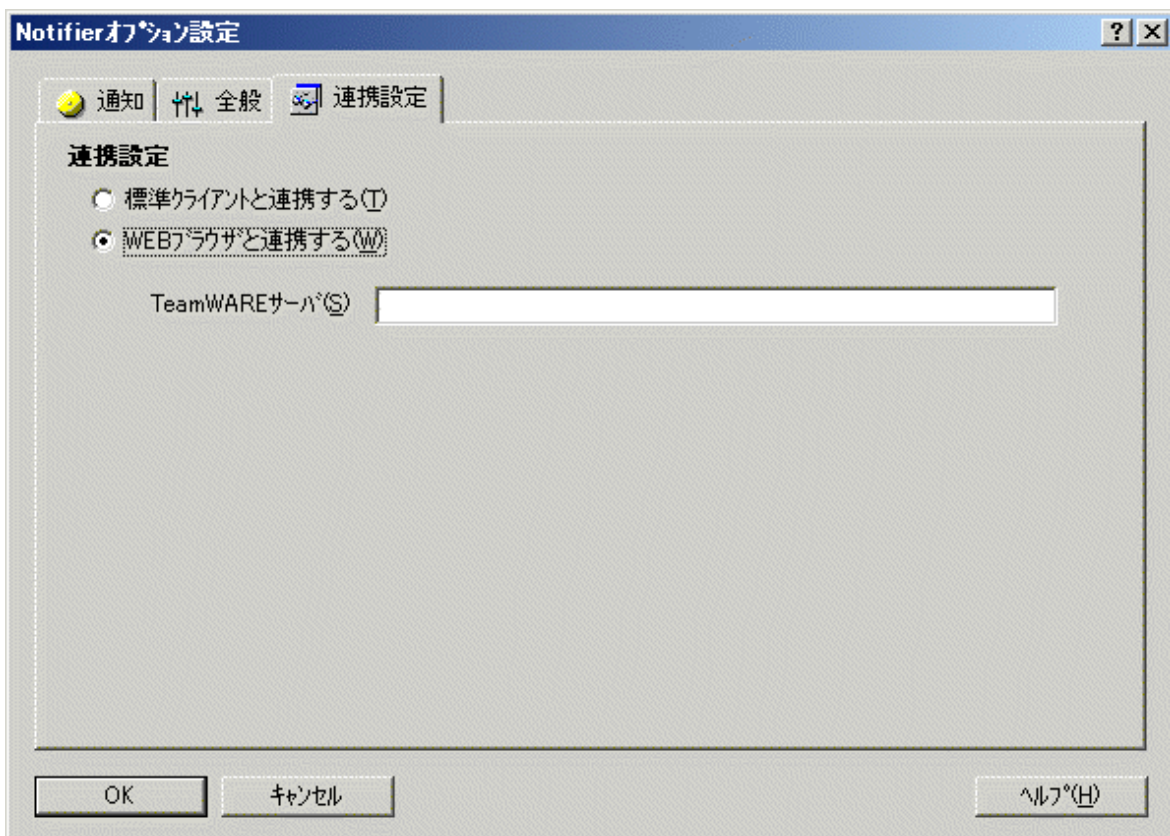 Notifierｵﾌﾟｼｮﾝ設定
通知 全般 連携設定
連携設定
標準ｸﾗｲｱﾝﾄと連携する(T)
WEBﾌﾞﾗｳｻﾞと連携する(W)
TeamWAREｻｰﾊﾞ(S)
OK ｷｬﾝｾﾙ ﾍﾙﾌﾟ(H)